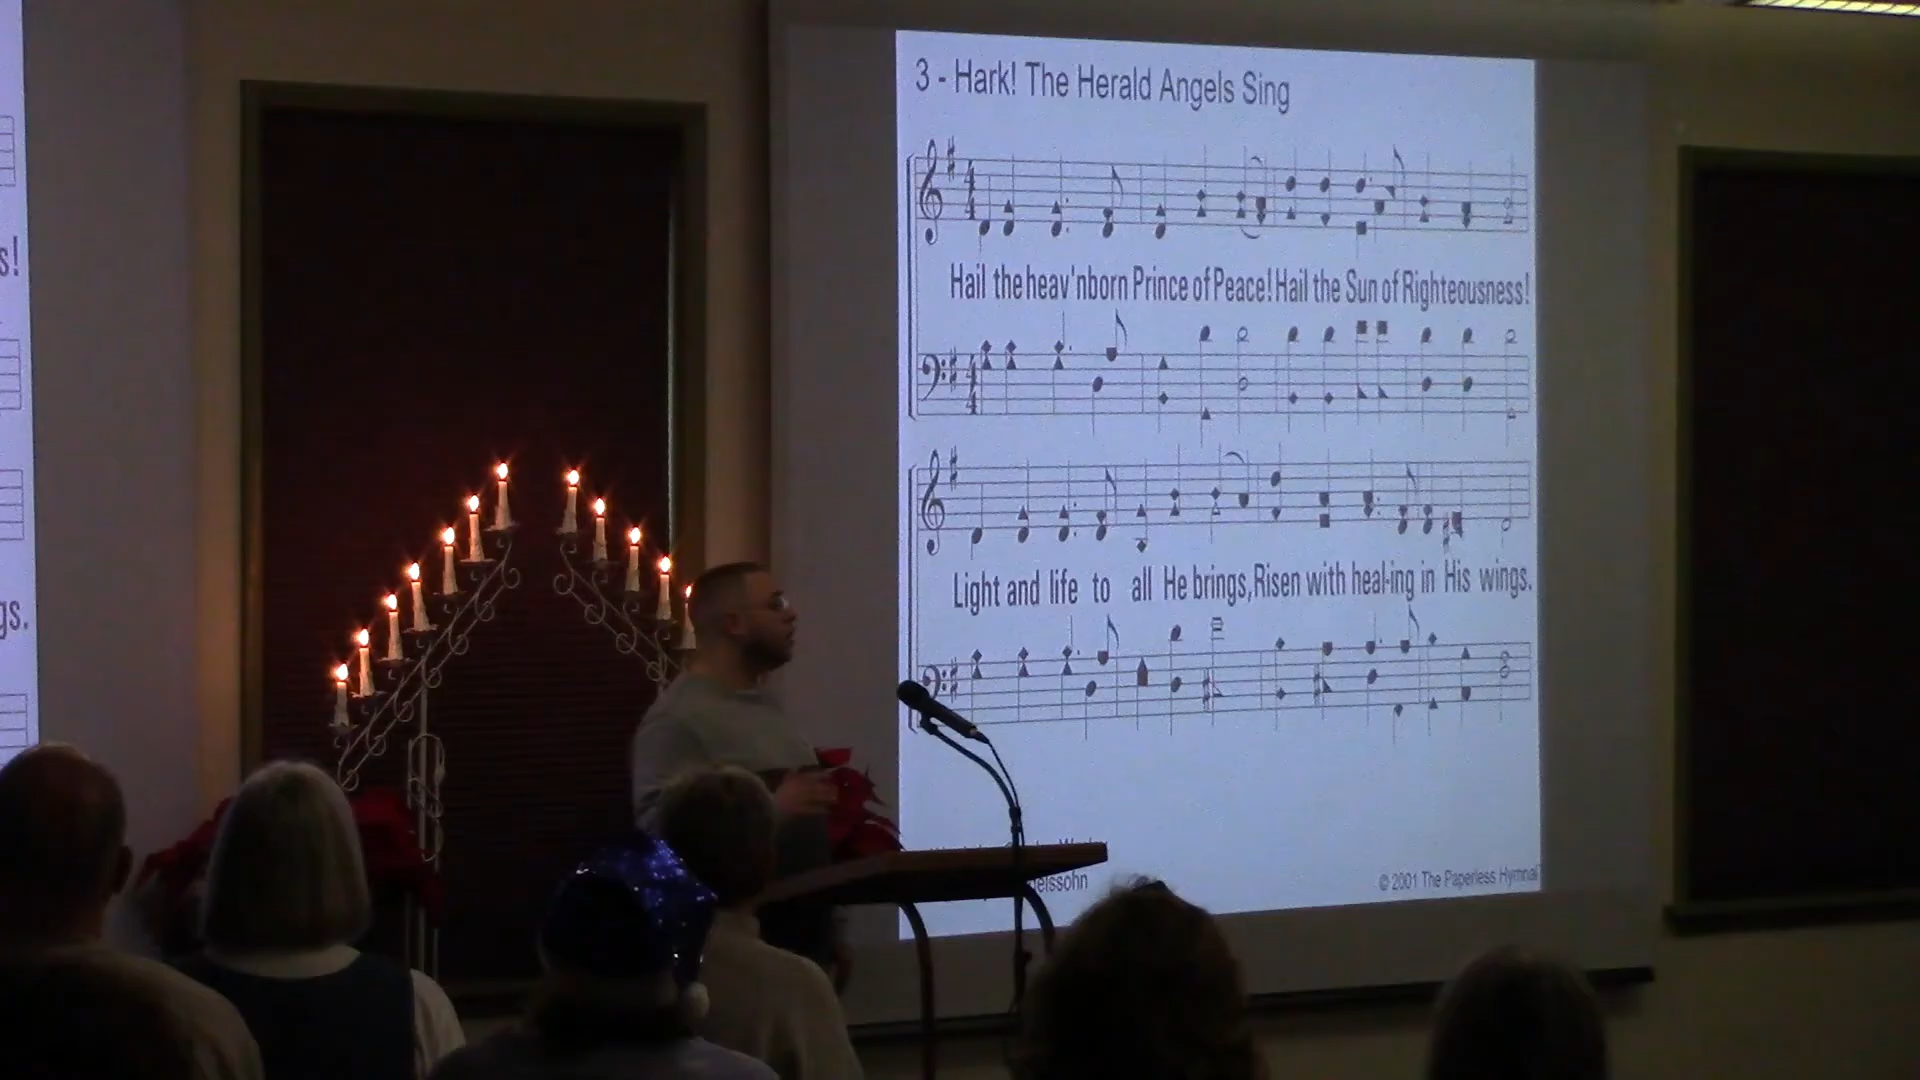 3 - Hark! The Herald Angels Sing
s!
Hail the heav'nborn Prince of Peace! Hail the Sun of Righteousness!
gs.
Light and life to all He brings, Risen with heal-ing in His wings.
© 2001 The Paperless Hymnal